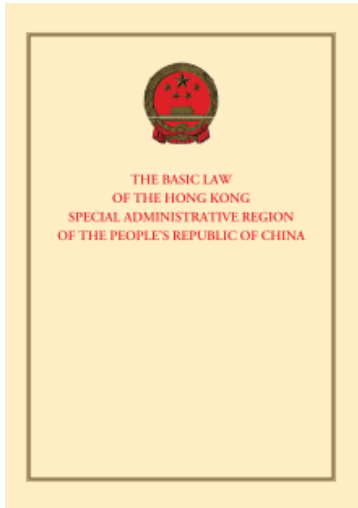 THE BASIC LAW
OF THE HONG KONG
SPECIAL ADMINISTRATIVE REGION
OF THE PEOPLE'S REPUBLIC OF CHINA